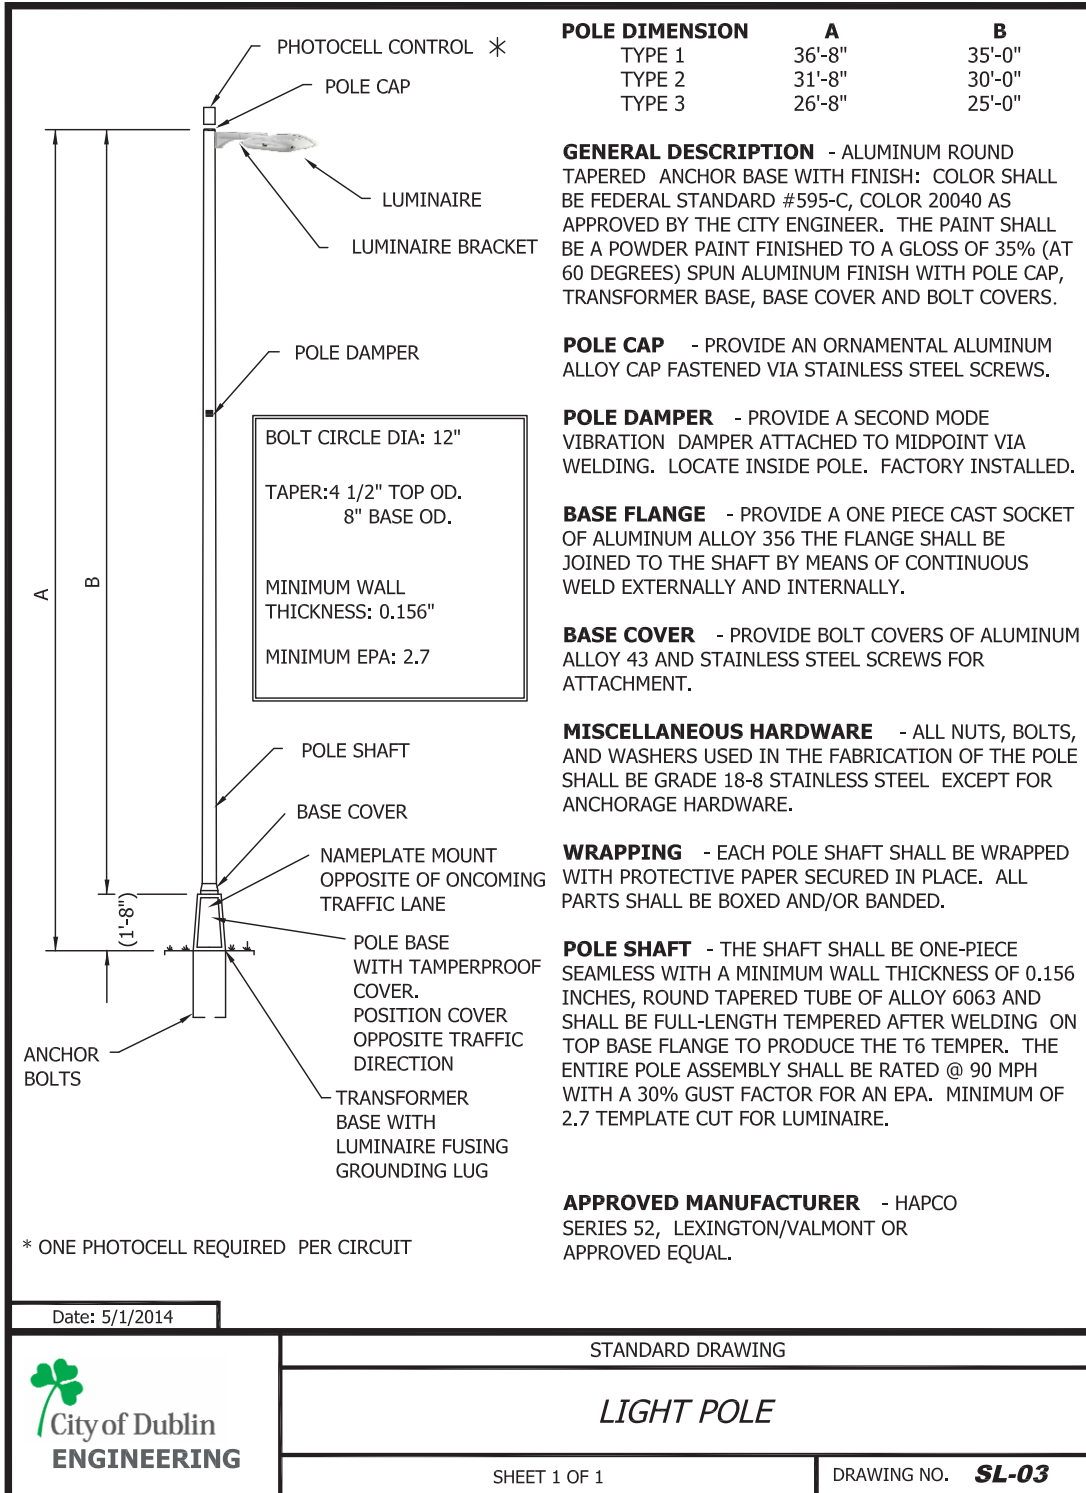 PHOTOCELL CONTROL *
POLE CAP
LUMINAIRE
LUMINAIRE BRACKET
POLE DAMPER
BOLT CIRCLE DIA: 12"
TAPER:4 1/2" TOP OD.
8" BASE OD.
MINIMUM WALL
THICKNESS: 0.156"
MINIMUM EPA: 2.7
A
B
(1'-8")
POLE SHAFT
BASE COVER
NAMEPLATE MOUNT
OPPOSITE OF ONCOMING
TRAFFIC LANE
POLE BASE
WITH TAMPERPROOF
COVER.
POSITION COVER
OPPOSITE TRAFFIC
DIRECTION
ANCHOR
BOLTS
TRANSFORMER
BASE WITH
LUMINAIRE FUSING
GROUNDING LUG
* ONE PHOTOCELL REQUIRED PER CIRCUIT
POLE DIMENSION A B
TYPE 1 36'-8" 35'-0"
TYPE 2 31'-8" 30'-0"
TYPE 3 26'-8" 25'-0"
GENERAL DESCRIPTION - ALUMINUM ROUND
TAPERED ANCHOR BASE WITH FINISH: COLOR SHALL
BE FEDERAL STANDARD #595-C, COLOR 20040 AS
APPROVED BY THE CITY ENGINEER. THE PAINT SHALL
BE A POWDER PAINT FINISHED TO A GLOSS OF 35% (AT
60 DEGREES) SPUN ALUMINUM FINISH WITH POLE CAP,
TRANSFORMER BASE, BASE COVER AND BOLT COVERS.
POLE CAP - PROVIDE AN ORNAMENTAL ALUMINUM
ALLOY CAP FASTENED VIA STAINLESS STEEL SCREWS.
POLE DAMPER - PROVIDE A SECOND MODE
VIBRATION DAMPER ATTACHED TO MIDPOINT VIA
WELDING. LOCATE INSIDE POLE. FACTORY INSTALLED.
BASE FLANGE - PROVIDE A ONE PIECE CAST SOCKET
OF ALUMINUM ALLOY 356 THE FLANGE SHALL BE
JOINED TO THE SHAFT BY MEANS OF CONTINUOUS
WELD EXTERNALLY AND INTERNALLY.
BASE COVER - PROVIDE BOLT COVERS OF ALUMINUM
ALLOY 43 AND STAINLESS STEEL SCREWS FOR
ATTACHMENT.
MISCELLANEOUS HARDWARE - ALL NUTS, BOLTS,
AND WASHERS USED IN THE FABRICATION OF THE POLE
SHALL BE GRADE 18-8 STAINLESS STEEL EXCEPT FOR
ANCHORAGE HARDWARE.
WRAPPING - EACH POLE SHAFT SHALL BE WRAPPED
WITH PROTECTIVE PAPER SECURED IN PLACE. ALL
PARTS SHALL BE BOXED AND/OR BANDED.
POLE SHAFT - THE SHAFT SHALL BE ONE-PIECE
SEAMLESS WITH A MINIMUM WALL THICKNESS OF 0.156
INCHES, ROUND TAPERED TUBE OF ALLOY 6063 AND
SHALL BE FULL-LENGTH TEMPERED AFTER WELDING ON
TOP BASE FLANGE TO PRODUCE THE T6 TEMPER. THE
ENTIRE POLE ASSEMBLY SHALL BE RATED @ 90 MPH
WITH A 30% GUST FACTOR FOR AN EPA. MINIMUM OF
2.7 TEMPLATE CUT FOR LUMINAIRE.
APPROVED MANUFACTURER - HAPCO
SERIES 52, LEXINGTON/VALMONT OR
APPROVED EQUAL.
Date: 5/1/2014
City of Dublin
ENGINEERING
STANDARD DRAWING
LIGHT POLE
SHEET 1 OF 1
DRAWING NO. SL-03